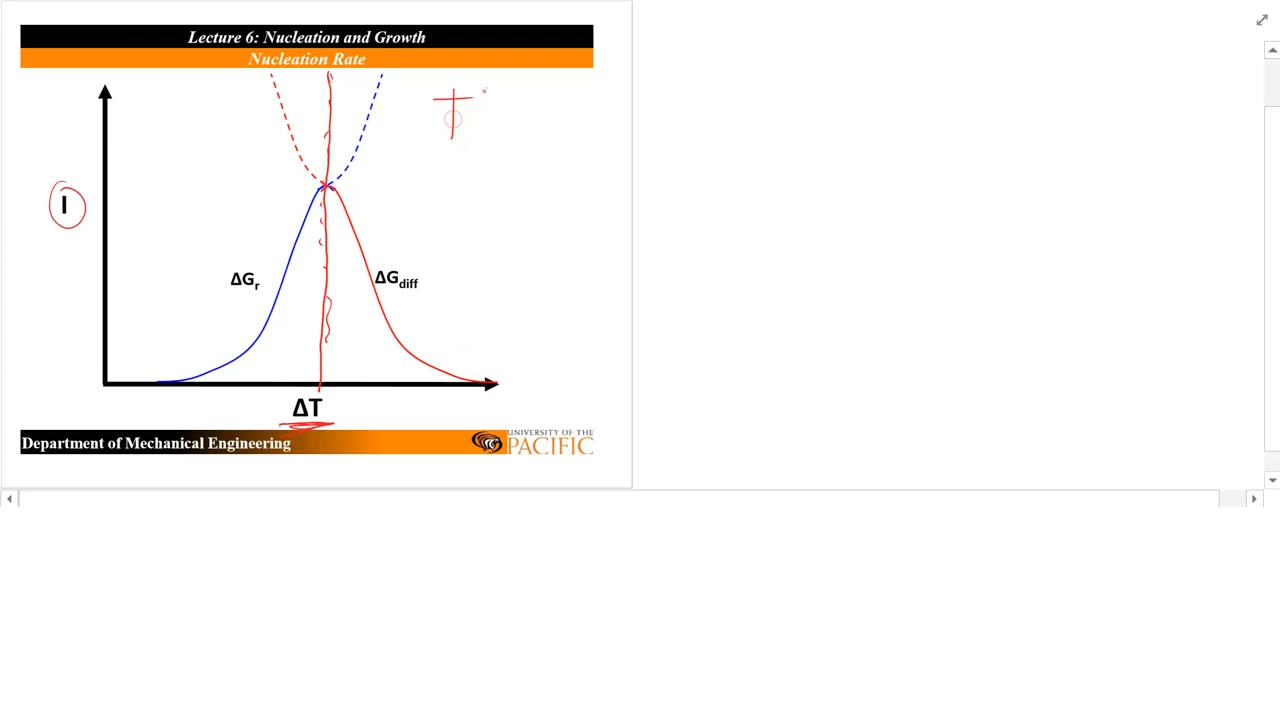 Lecture 6: Nucleation and Growth
Nucleation Rate
T
I
ΔGr
ΔGdiff
ΔT
Department of Mechanical Engineering
UNIVERSITY OF THE
PACIFIC